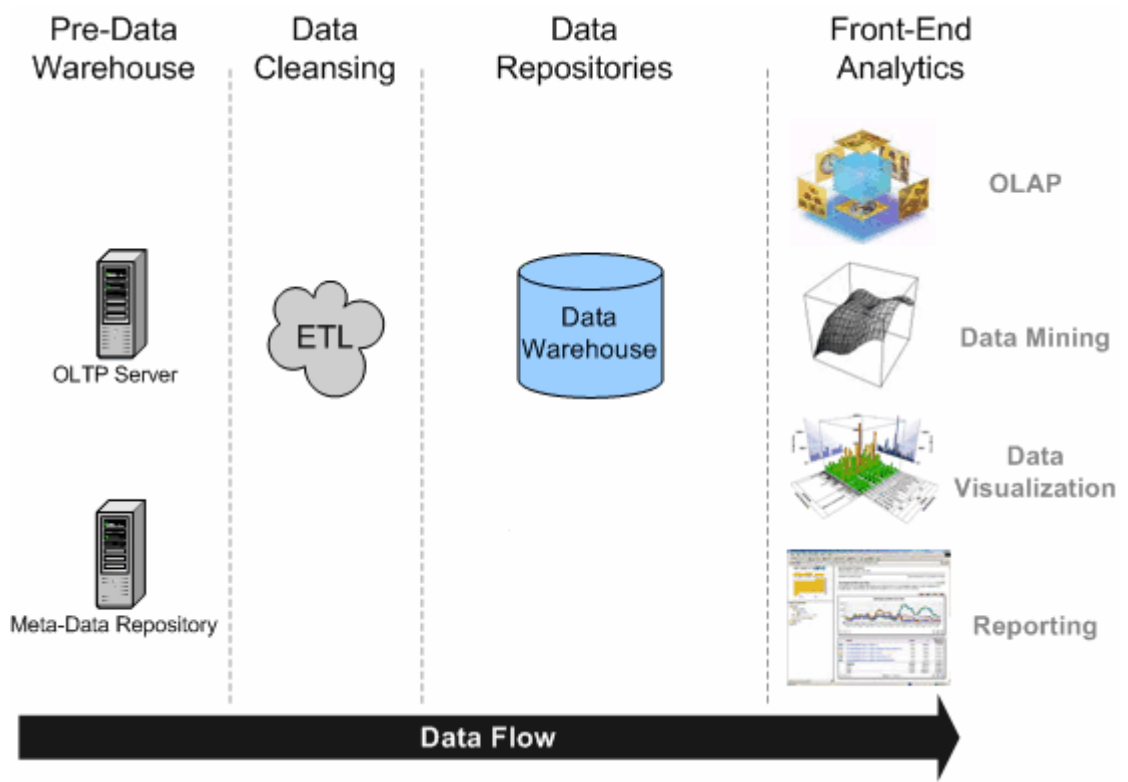 Pre-Data
Warehouse
Data
Cleansing
Data
Repositories
Front-End
Analytics
OLAP
OLTP Server
ETL
Data
Warehouse
Data Mining
Data
Visualization
Meta-Data Repository
Reporting
Data Flow